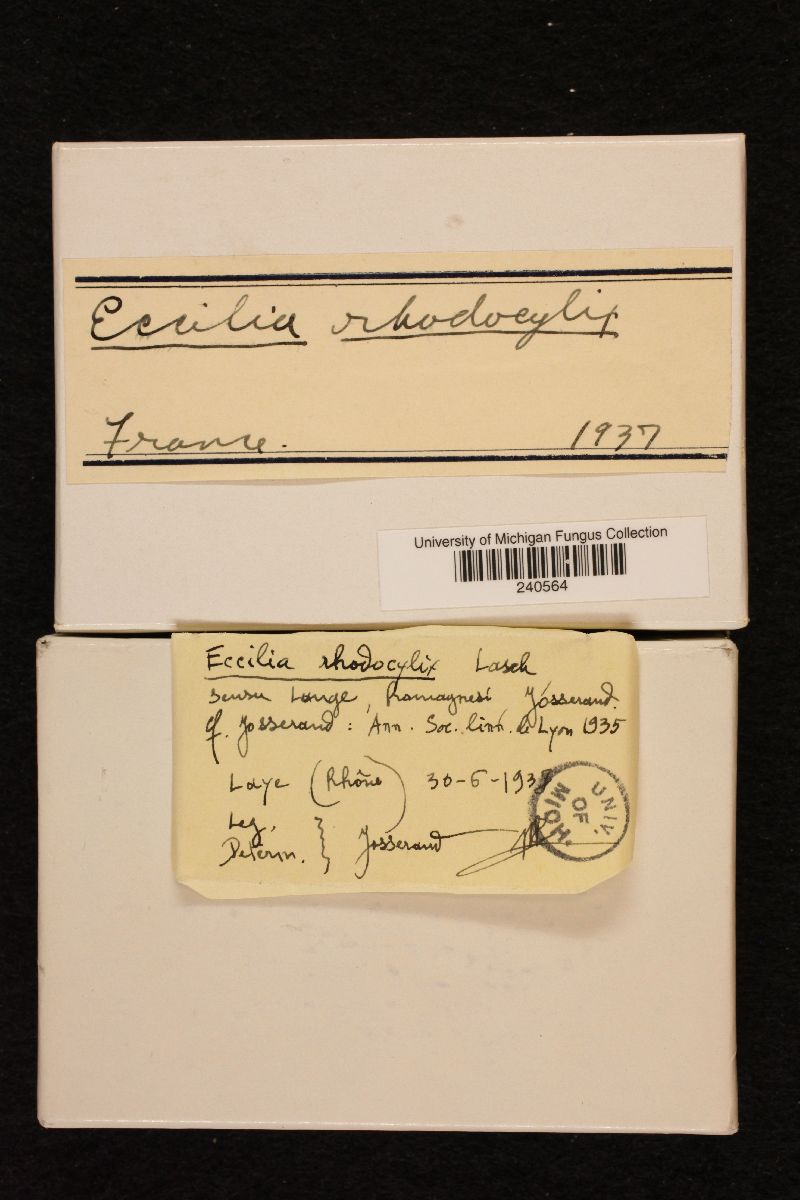 Eccilia rhodocylix
France. 1937
University of Michigan Fungus Collection
240564
Eccilia rhodocylix Lasch
sensu Lange, Romagnesi Josserand.
cf. Josserand: Ann. Soc. linn. de Lyon 1935
Laye (Rhône) 30-6-193
Leg.
Determ. } Josserand
UNIV. OF MICH.